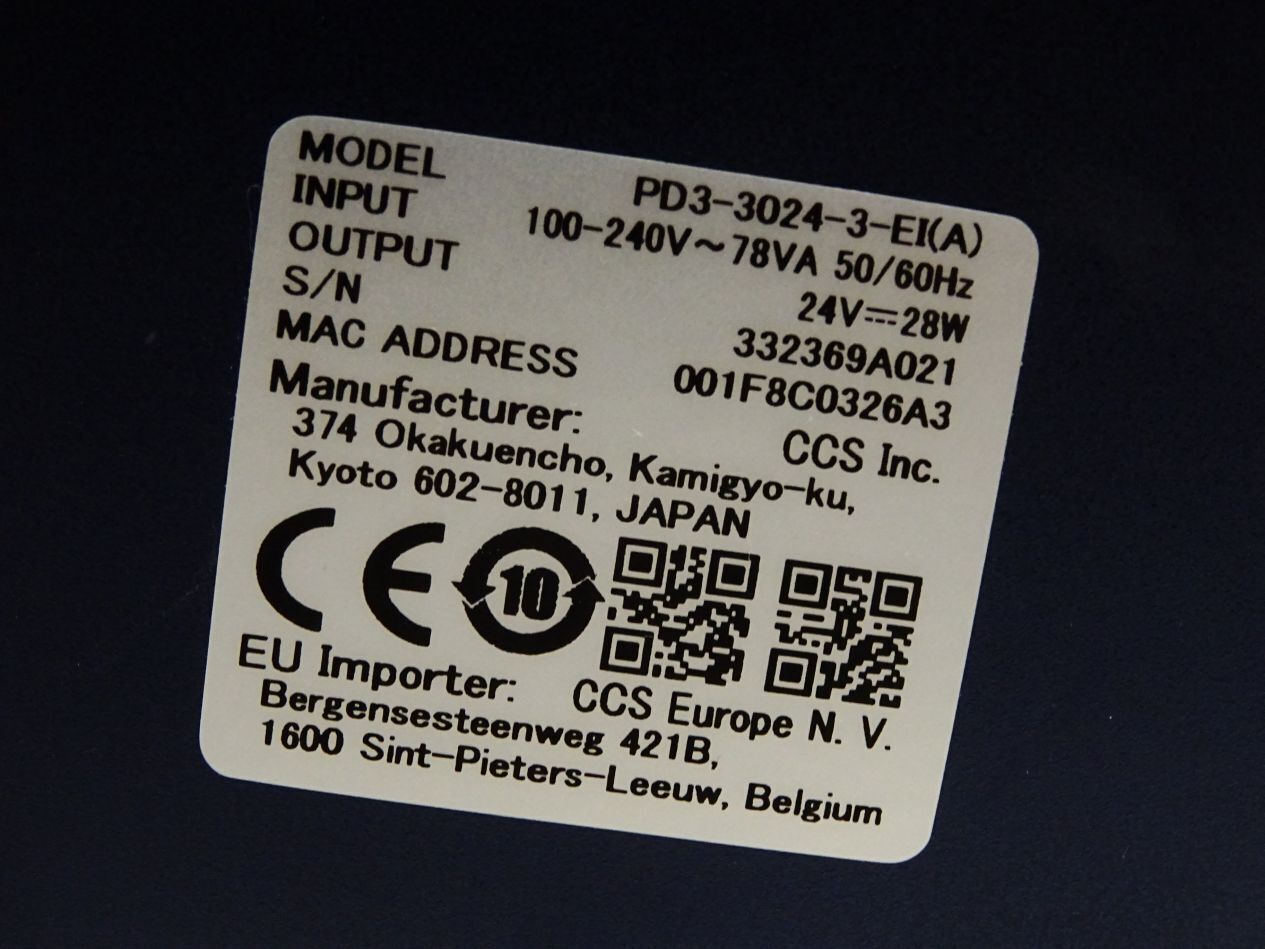 MODEL PD3-3024-3-EI(A)
INPUT 100-240V~78VA 50/60Hz
OUTPUT 24V⎓28W
S/N 332369A021
MAC ADDRESS 001F8C0326A3
Manufacturer: CCS Inc.
374 Okakuencho, Kamigyo-ku,
Kyoto 602-8011, JAPAN
CE 10
EU Importer: CCS Europe N. V.
Bergensesteenweg 421B,
1600 Sint-Pieters-Leeuw, Belgium